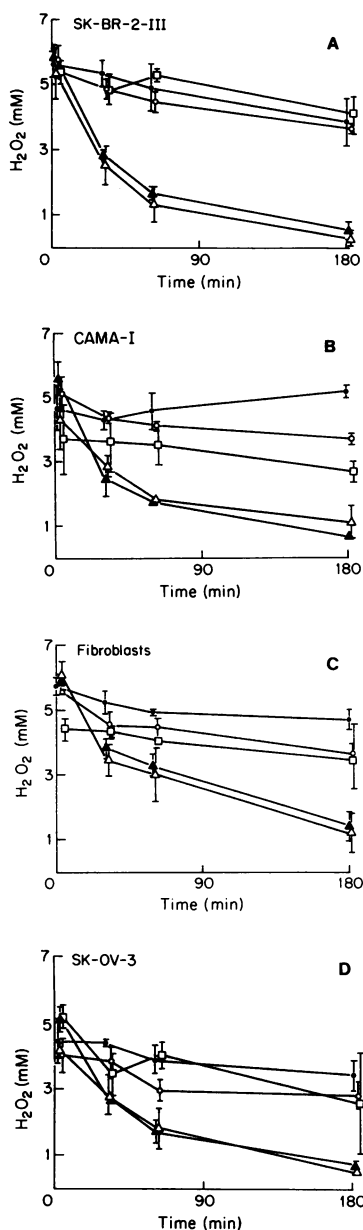 SK-BR-2-III
A
7
5
3
1
H₂O₂ (mM)
0 90 180
Time (min)
CAMA-I
B
7
5
3
1
H₂O₂ (mM)
0 90 180
Time (min)
Fibroblasts
C
7
5
3
1
H₂O₂ (mM)
0 90 180
Time (min)
SK-OV-3
D
7
5
3
1
H₂O₂ (mM)
0 90 180
Time (min)